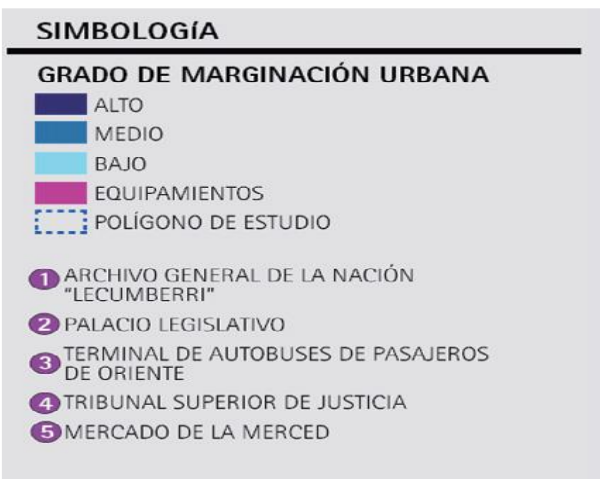 SIMBOLOGÍA
GRADO DE MARGINACIÓN URBANA
ALTO
MEDIO
BAJO
EQUIPAMIENTOS
POLÍGONO DE ESTUDIO
1 ARCHIVO GENERAL DE LA NACIÓN
"LECUMBERRI"
2 PALACIO LEGISLATIVO
3 TERMINAL DE AUTOBUSES DE PASAJEROS
DE ORIENTE
4 TRIBUNAL SUPERIOR DE JUSTICIA
5 MERCADO DE LA MERCED